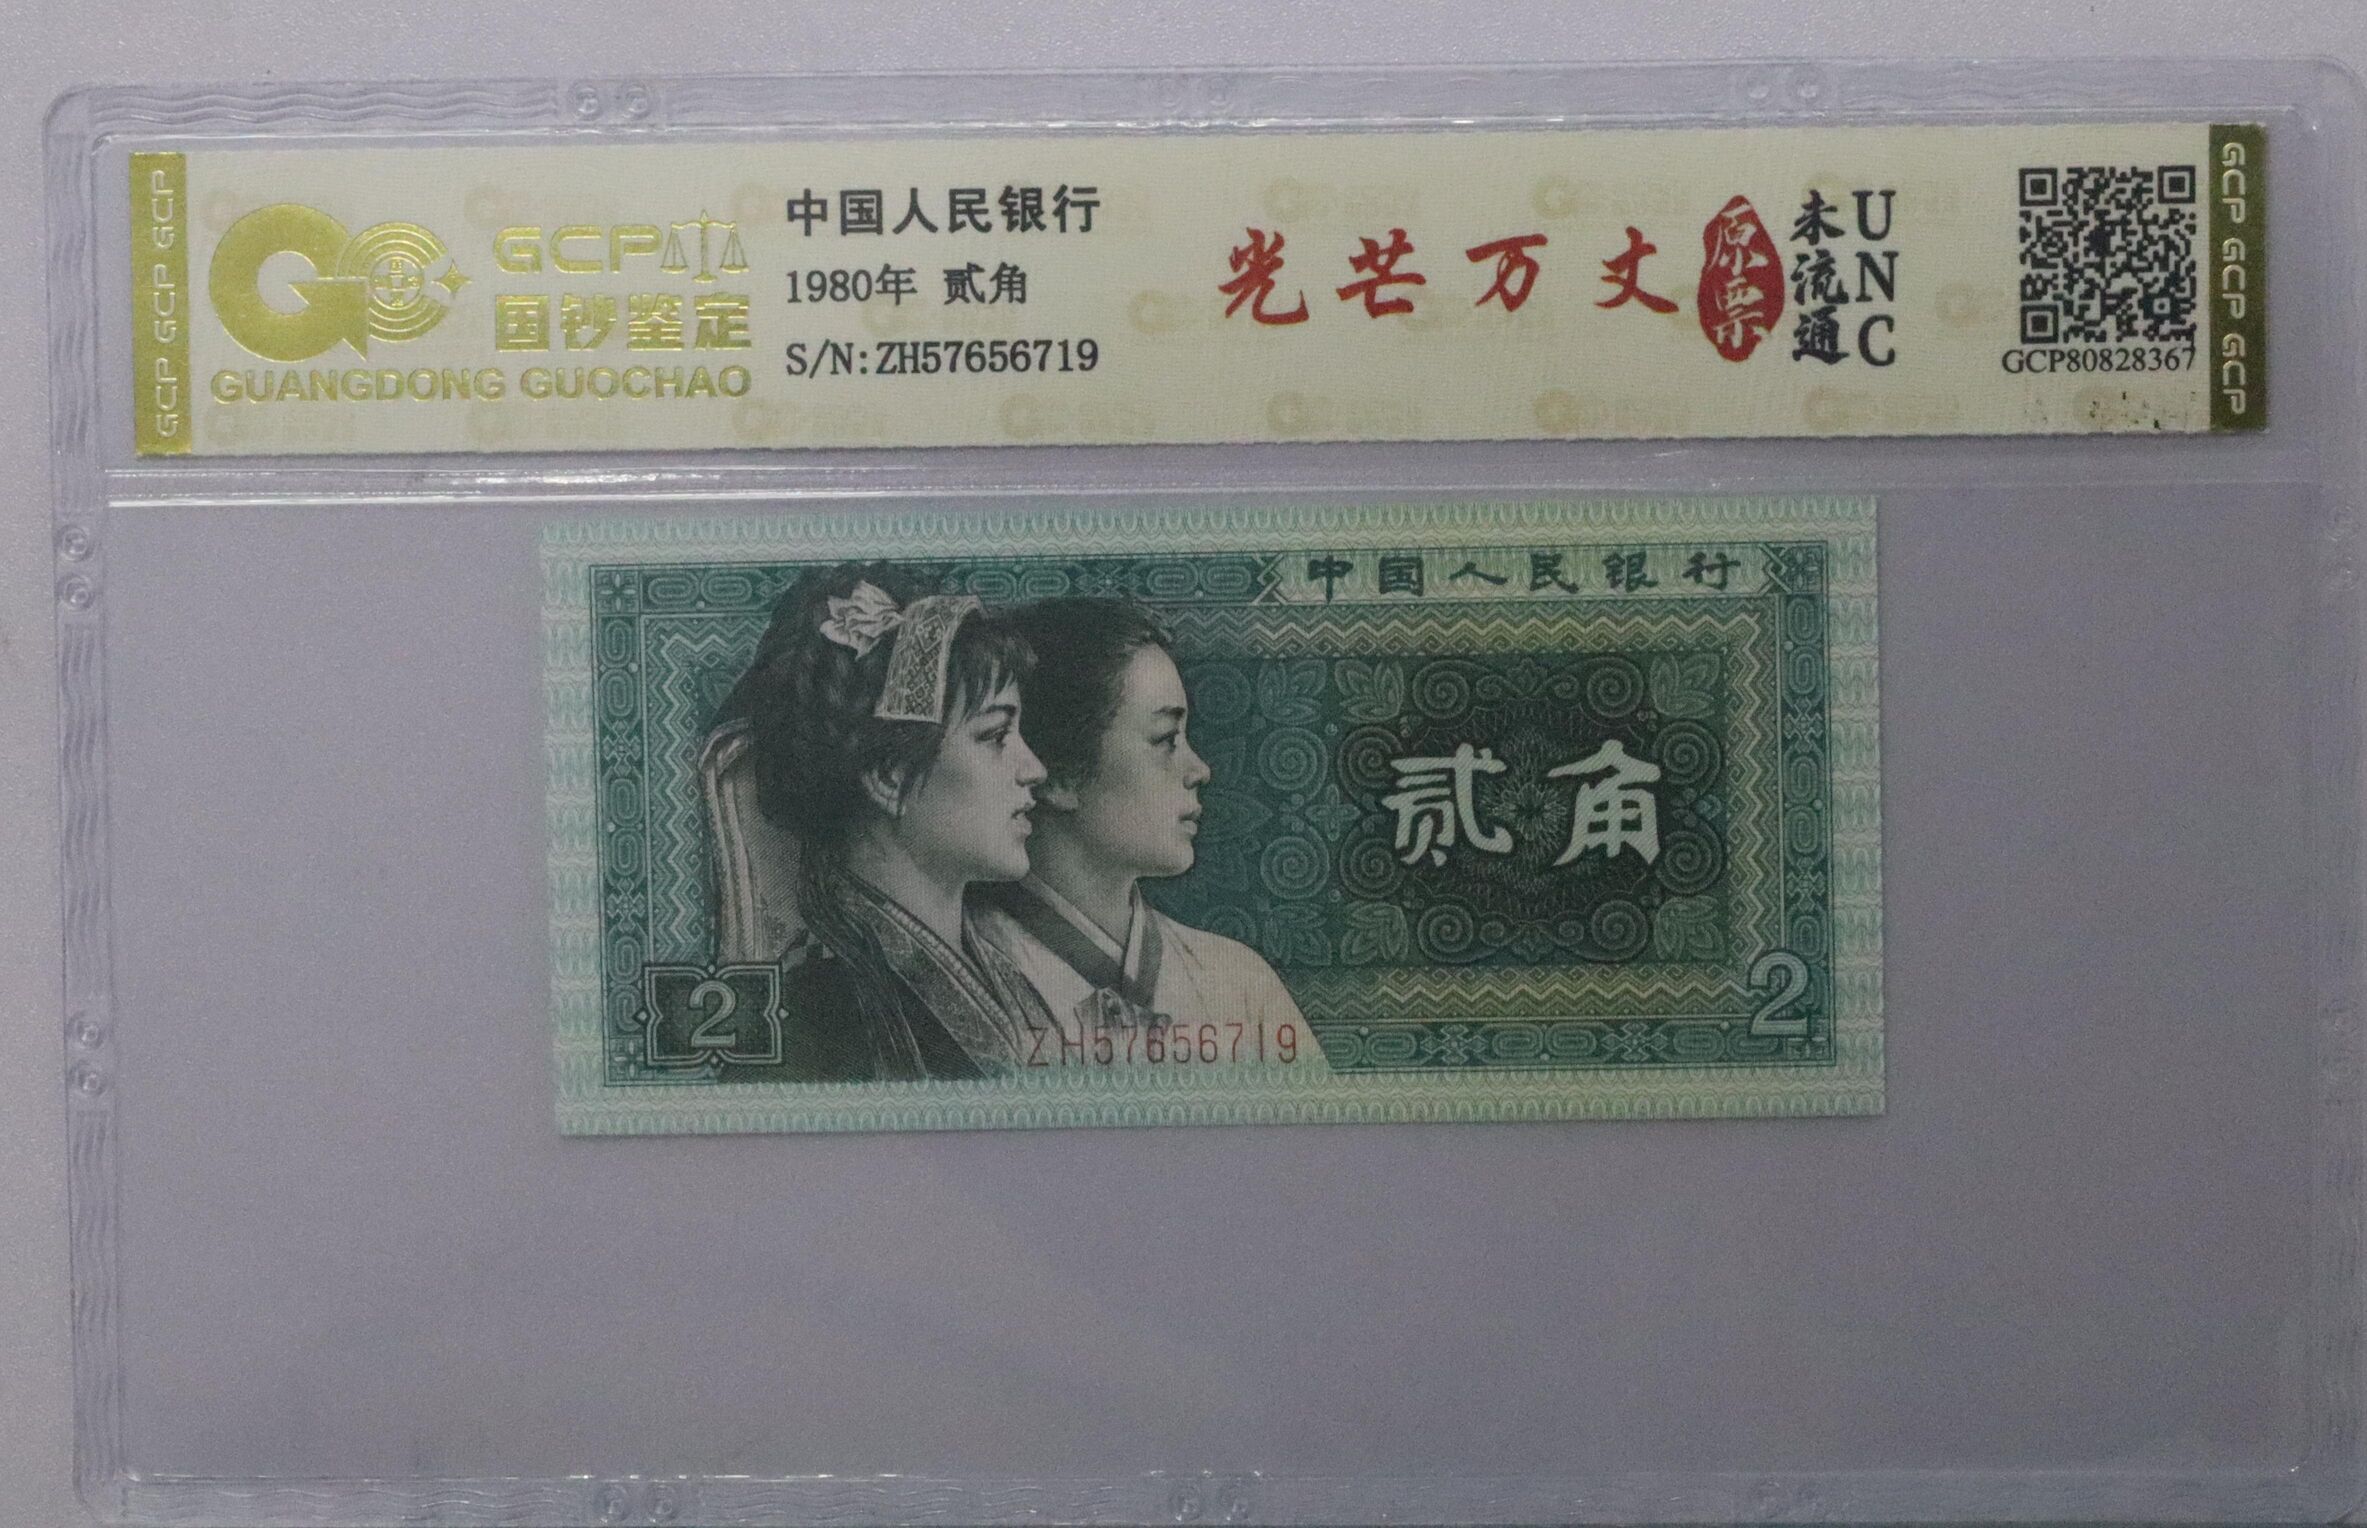 GCP GCP GCP
GCP
国钞鉴定
GUANGDONG GUOCHAO
中国人民银行
1980年 贰角
S/N:ZH57656719
光芒万丈
原票
未流通
UNC
GCP80828367
GCP GCP GCP
中国人民银行
贰角
2
ZH57656719
2